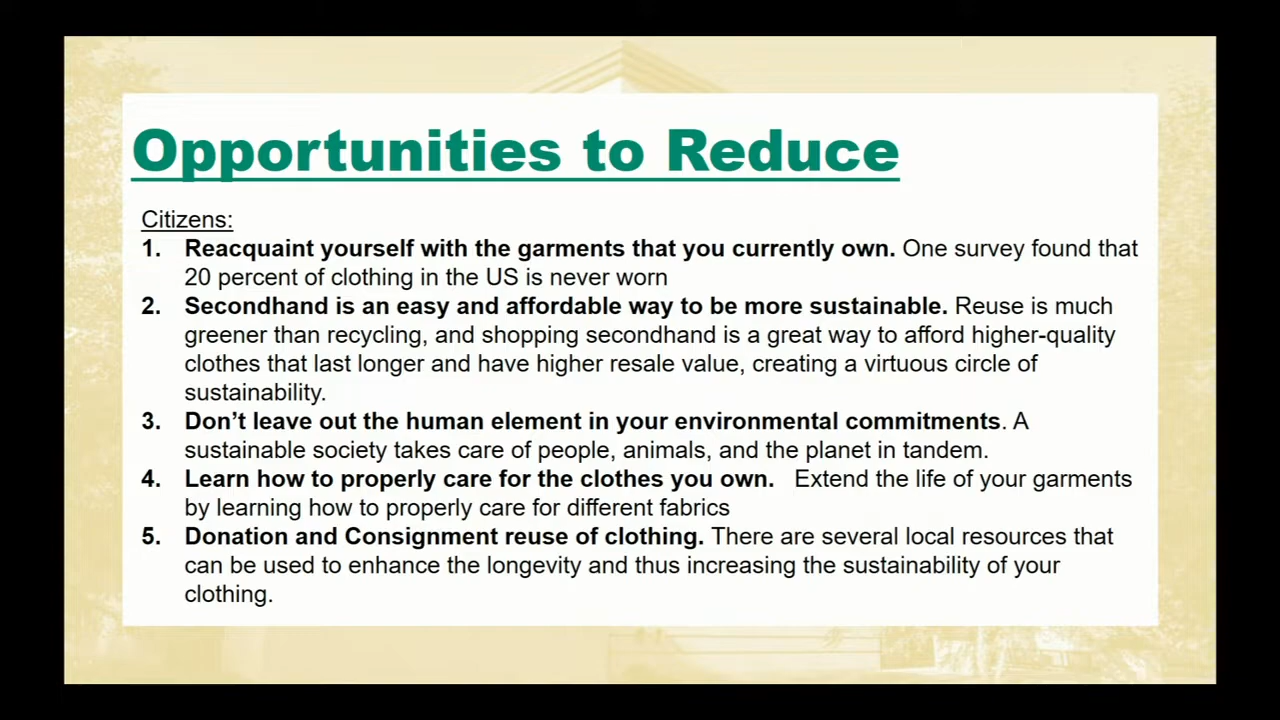 Opportunities to Reduce
Citizens:
1. Reacquaint yourself with the garments that you currently own. One survey found that
20 percent of clothing in the US is never worn
2. Secondhand is an easy and affordable way to be more sustainable. Reuse is much
greener than recycling, and shopping secondhand is a great way to afford higher-quality
clothes that last longer and have higher resale value, creating a virtuous circle of
sustainability.
3. Don’t leave out the human element in your environmental commitments. A
sustainable society takes care of people, animals, and the planet in tandem.
4. Learn how to properly care for the clothes you own. Extend the life of your garments
by learning how to properly care for different fabrics
5. Donation and Consignment reuse of clothing. There are several local resources that
can be used to enhance the longevity and thus increasing the sustainability of your
clothing.